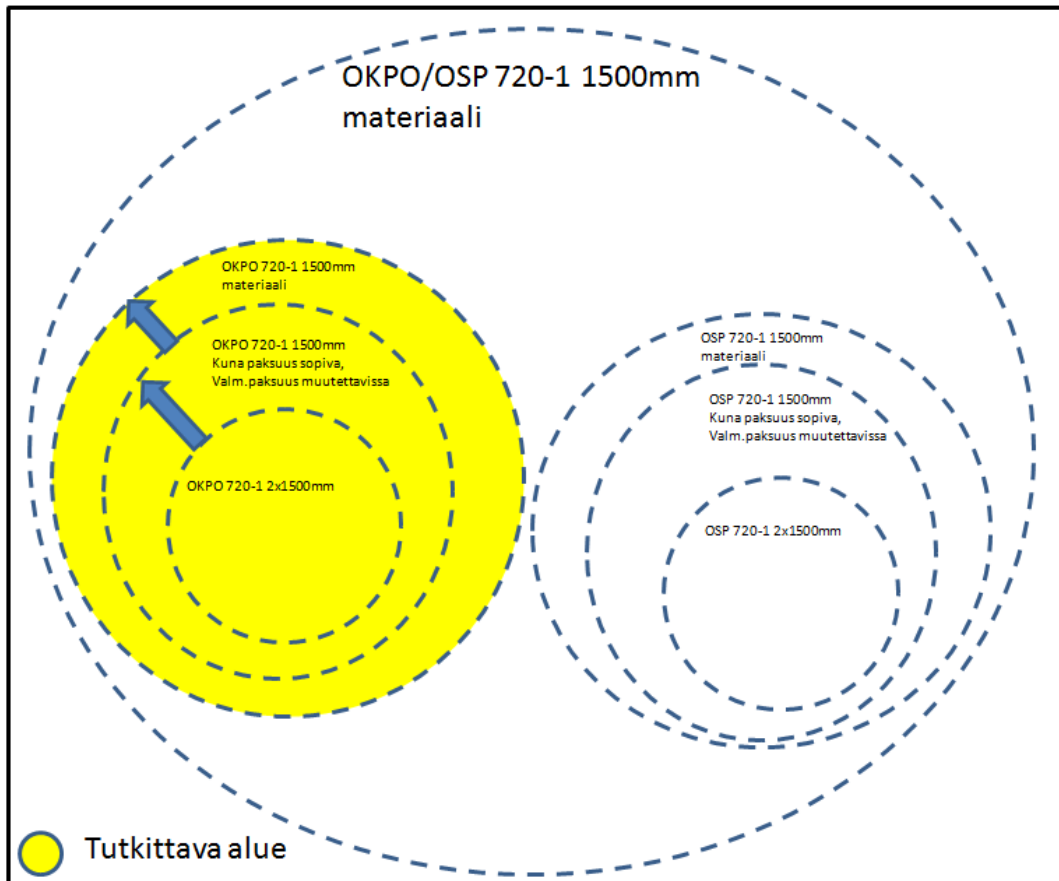 OKPO/OSP 720-1 1500mm
materiaali
OKPO 720-1 1500mm
materiaali
OKPO 720-1 1500mm
Kuna paksuus sopiva,
Valm.paksuus muutettavissa
OKPO 720-1 2x1500mm
OSP 720-1 1500mm
materiaali
OSP 720-1 1500mm
Kuna paksuus sopiva,
Valm.paksuus muutettavissa
OSP 720-1 2x1500mm
Tutkittava alue